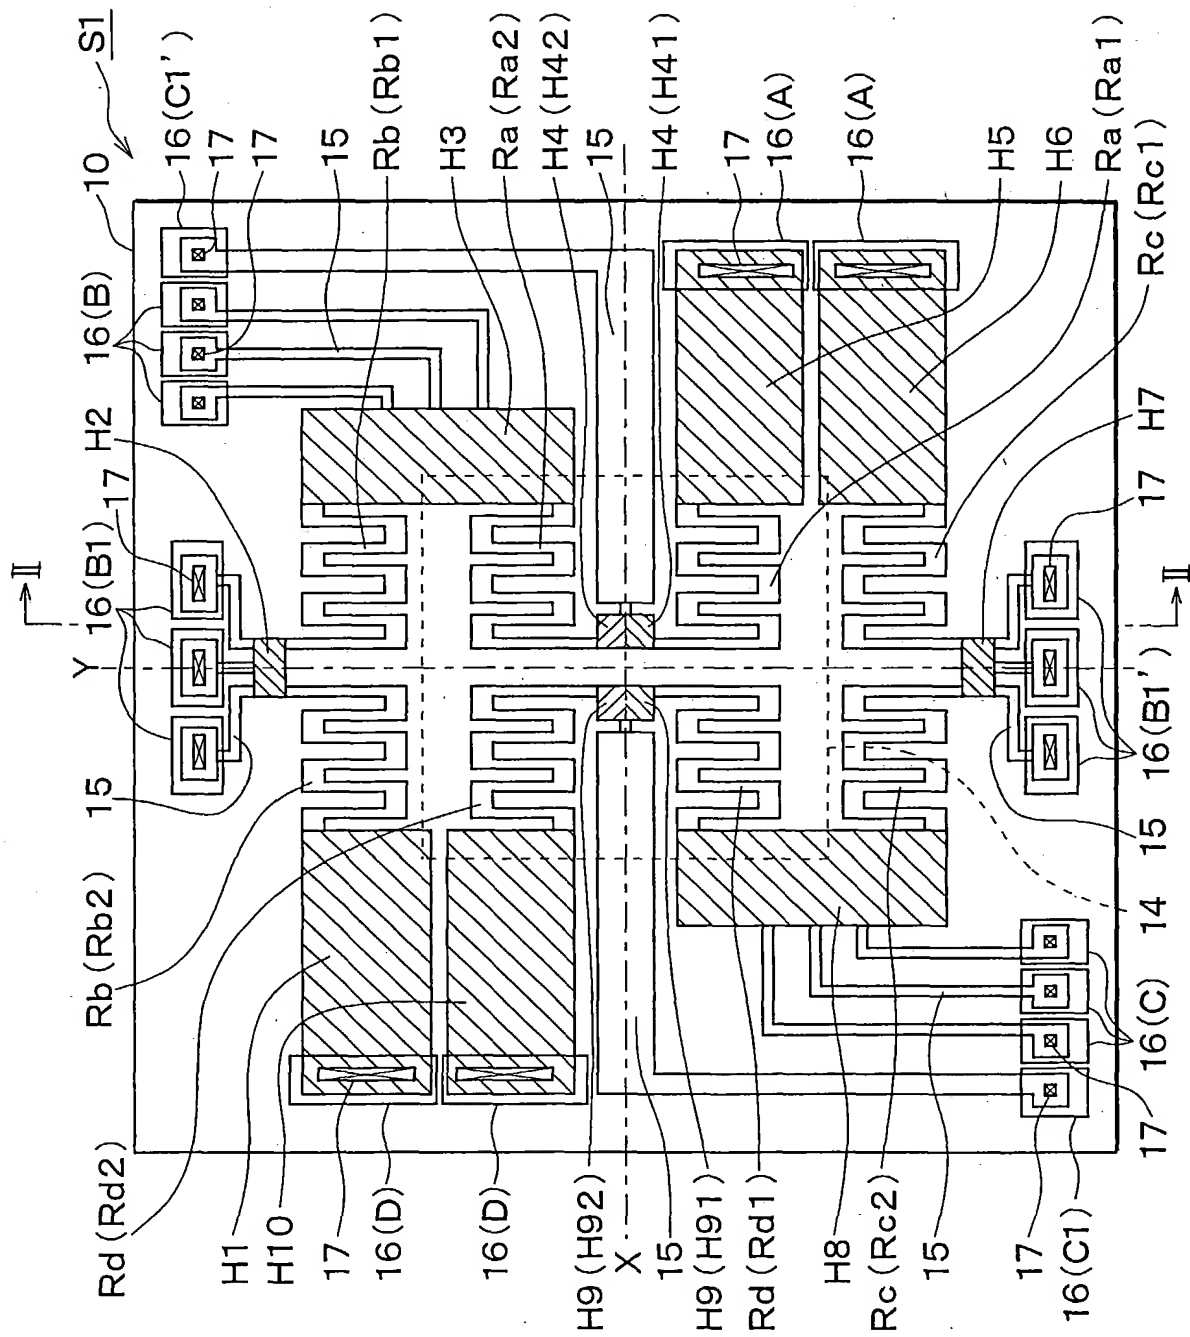 S1
10
16(C1')
17
17
15
Rb(Rb1)
Ra(Ra2)
H3
H4(H42)
15
H4(H41)
17
16(A)
16(A)
H5
H6
Ra(Ra1)
Rc(Rc1)
16(B)
H2
17
16(B1)
II
Y
15
Rb(Rb2)
H7
17
II
16(B1')
15
14
16(C)
17
Rd(Rd2)
H1
H10
17
16(D)
16(D)
H9(H92)
X
15
H9(H91)
Rd(Rd1)
H8
Rc(Rc2)
15
17
16(C1)